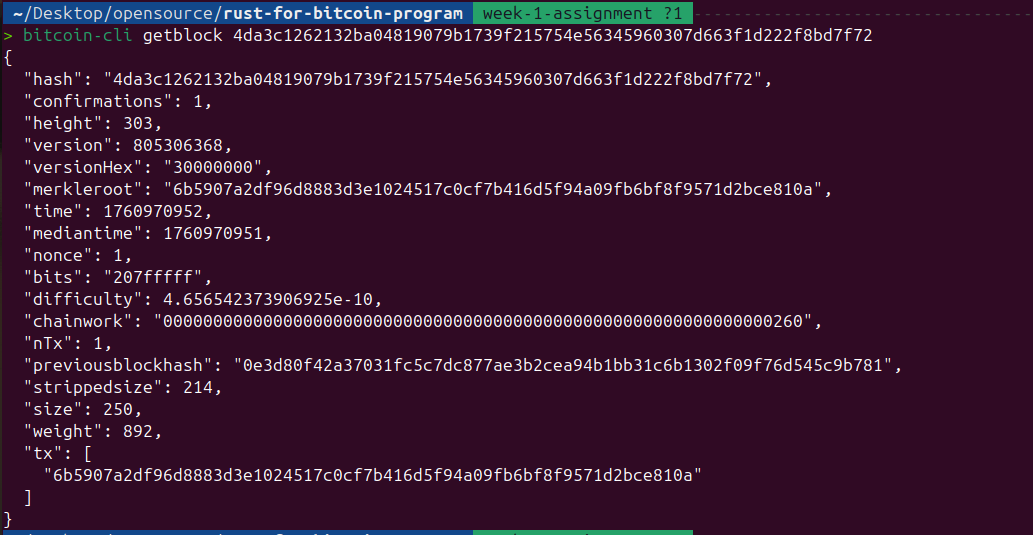 ~/Desktop/opensource/rust-for-bitcoin-program week-1-assignment ?1
> bitcoin-cli getblock 4da3c1262132ba04819079b1739f215754e56345960307d663f1d222f8bd7f72
{
  "hash": "4da3c1262132ba04819079b1739f215754e56345960307d663f1d222f8bd7f72",
  "confirmations": 1,
  "height": 303,
  "version": 805306368,
  "versionHex": "30000000",
  "merkleroot": "6b5907a2df96d8883d3e1024517c0cf7b416d5f94a09fb6bf8f9571d2bce810a",
  "time": 1760970952,
  "mediantime": 1760970951,
  "nonce": 1,
  "bits": "207fffff",
  "difficulty": 4.656542373906925e-10,
  "chainwork": "0000000000000000000000000000000000000000000000000000000000000260",
  "nTx": 1,
  "previousblockhash": "0e3d80f42a37031fc5c7dc877ae3b2cea94b1bb31c6b1302f09f76d545c9b781",
  "strippedsize": 214,
  "size": 250,
  "weight": 892,
  "tx": [
    "6b5907a2df96d8883d3e1024517c0cf7b416d5f94a09fb6bf8f9571d2bce810a"
  ]
}